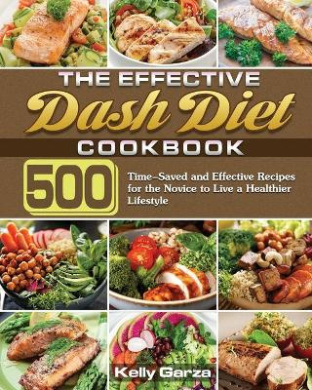 THE EFFECTIVE
Dash Diet
COOKBOOK
500
Time-Saved and Effective Recipes
for the Novice to Live a Healthier
Lifestyle
Kelly Garza